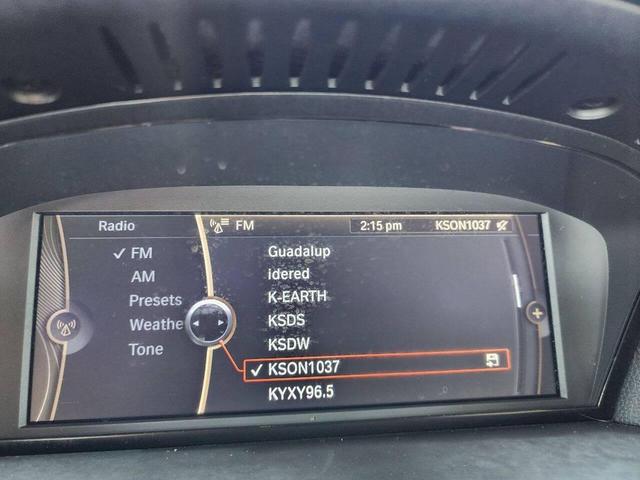 Radio FM 2:15 pm KSON1037
FM
AM
Presets
Weathe
Tone
Guadalup
idered
K-EARTH
KSDS
KSDW
KSON1037
KYXY96.5